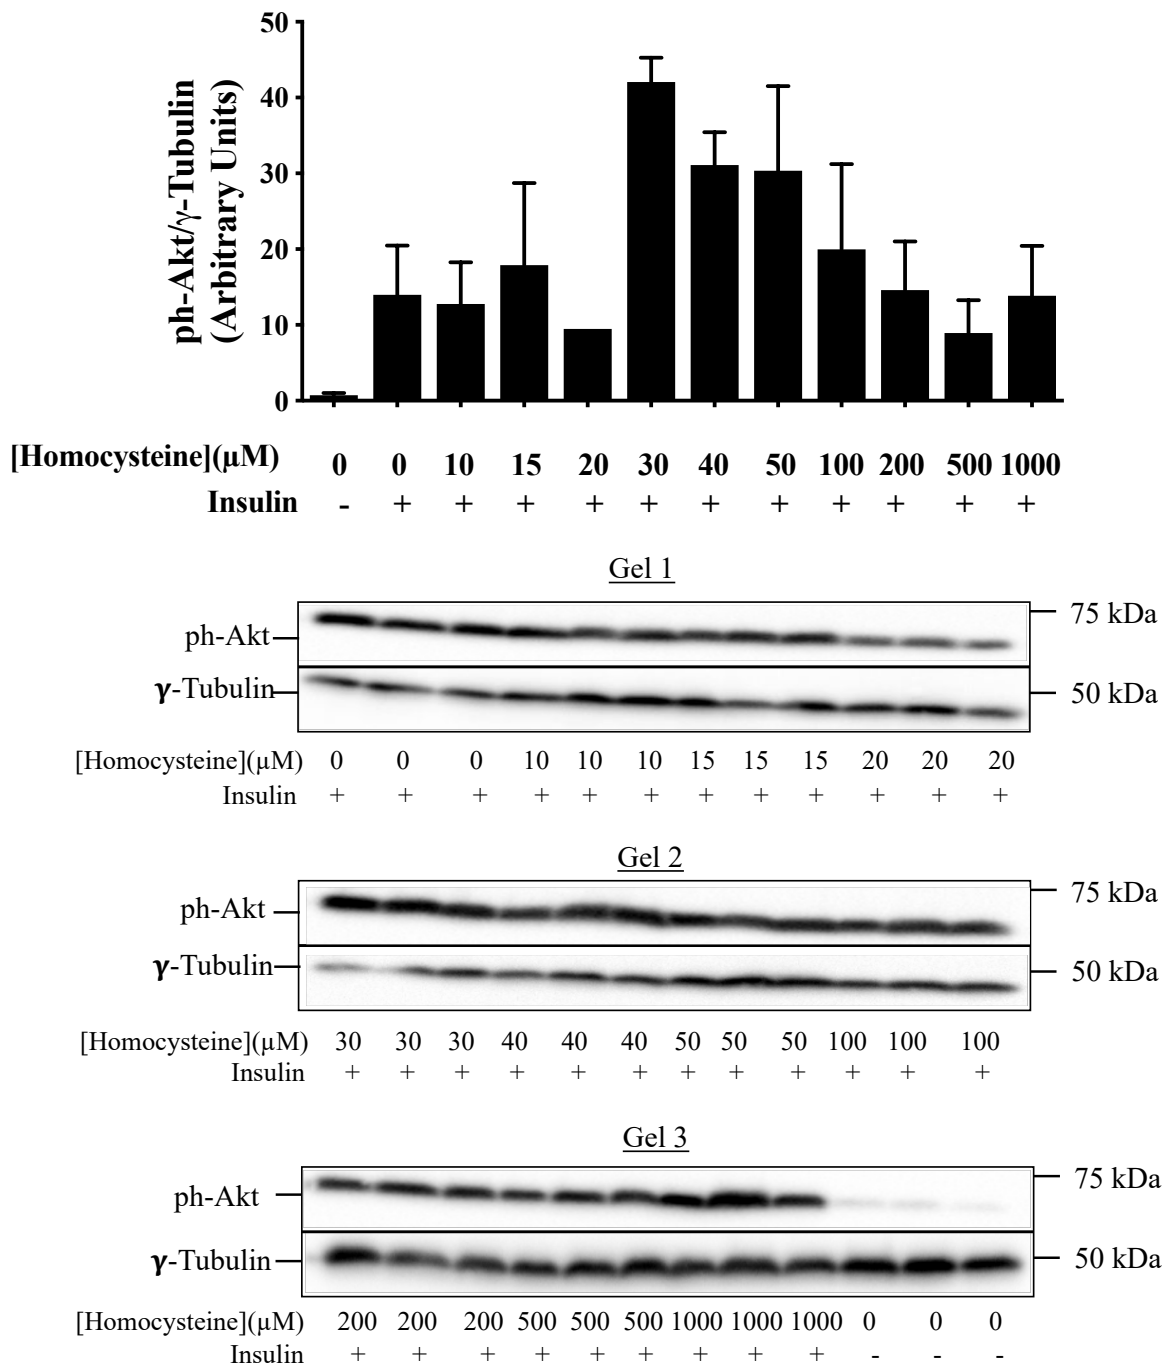 50
40
30
20
10
0
ph-Akt/γ-Tubulin
(Arbitrary Units)
[Homocysteine](µM) 0 0 10 15 20 30 40 50 100 200 500 1000
Insulin - + + + + + + + + + + +
Gel 1
75 kDa
ph-Akt
γ-Tubulin
50 kDa
[Homocysteine](µM) 0 0 0 10 10 10 15 15 15 20 20 20
Insulin + + + + + + + + + + + +
Gel 2
75 kDa
ph-Akt
γ-Tubulin
50 kDa
[Homocysteine](µM) 30 30 30 40 40 40 50 50 50 100 100 100
Insulin + + + + + + + + + + + +
Gel 3
75 kDa
ph-Akt
γ-Tubulin
50 kDa
[Homocysteine](µM) 200 200 200 500 500 500 1000 1000 1000 0 0 0
Insulin + + + + + + + + + - - -